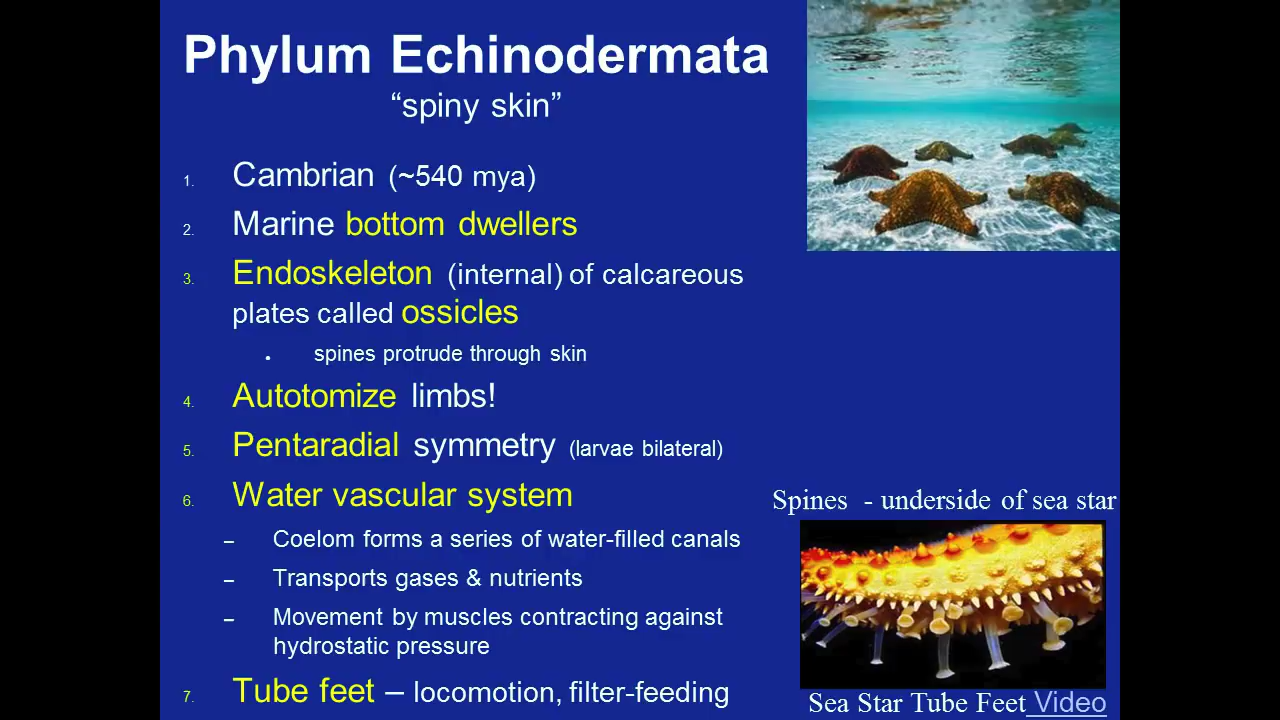 Phylum Echinodermata
“spiny skin”
1. Cambrian (~540 mya)
2. Marine bottom dwellers
3. Endoskeleton (internal) of calcareous
plates called ossicles
• spines protrude through skin
4. Autotomize limbs!
5. Pentaradial symmetry (larvae bilateral)
6. Water vascular system
– Coelom forms a series of water-filled canals
– Transports gases & nutrients
– Movement by muscles contracting against
hydrostatic pressure
7. Tube feet – locomotion, filter-feeding
Spines - underside of sea star
Sea Star Tube Feet Video